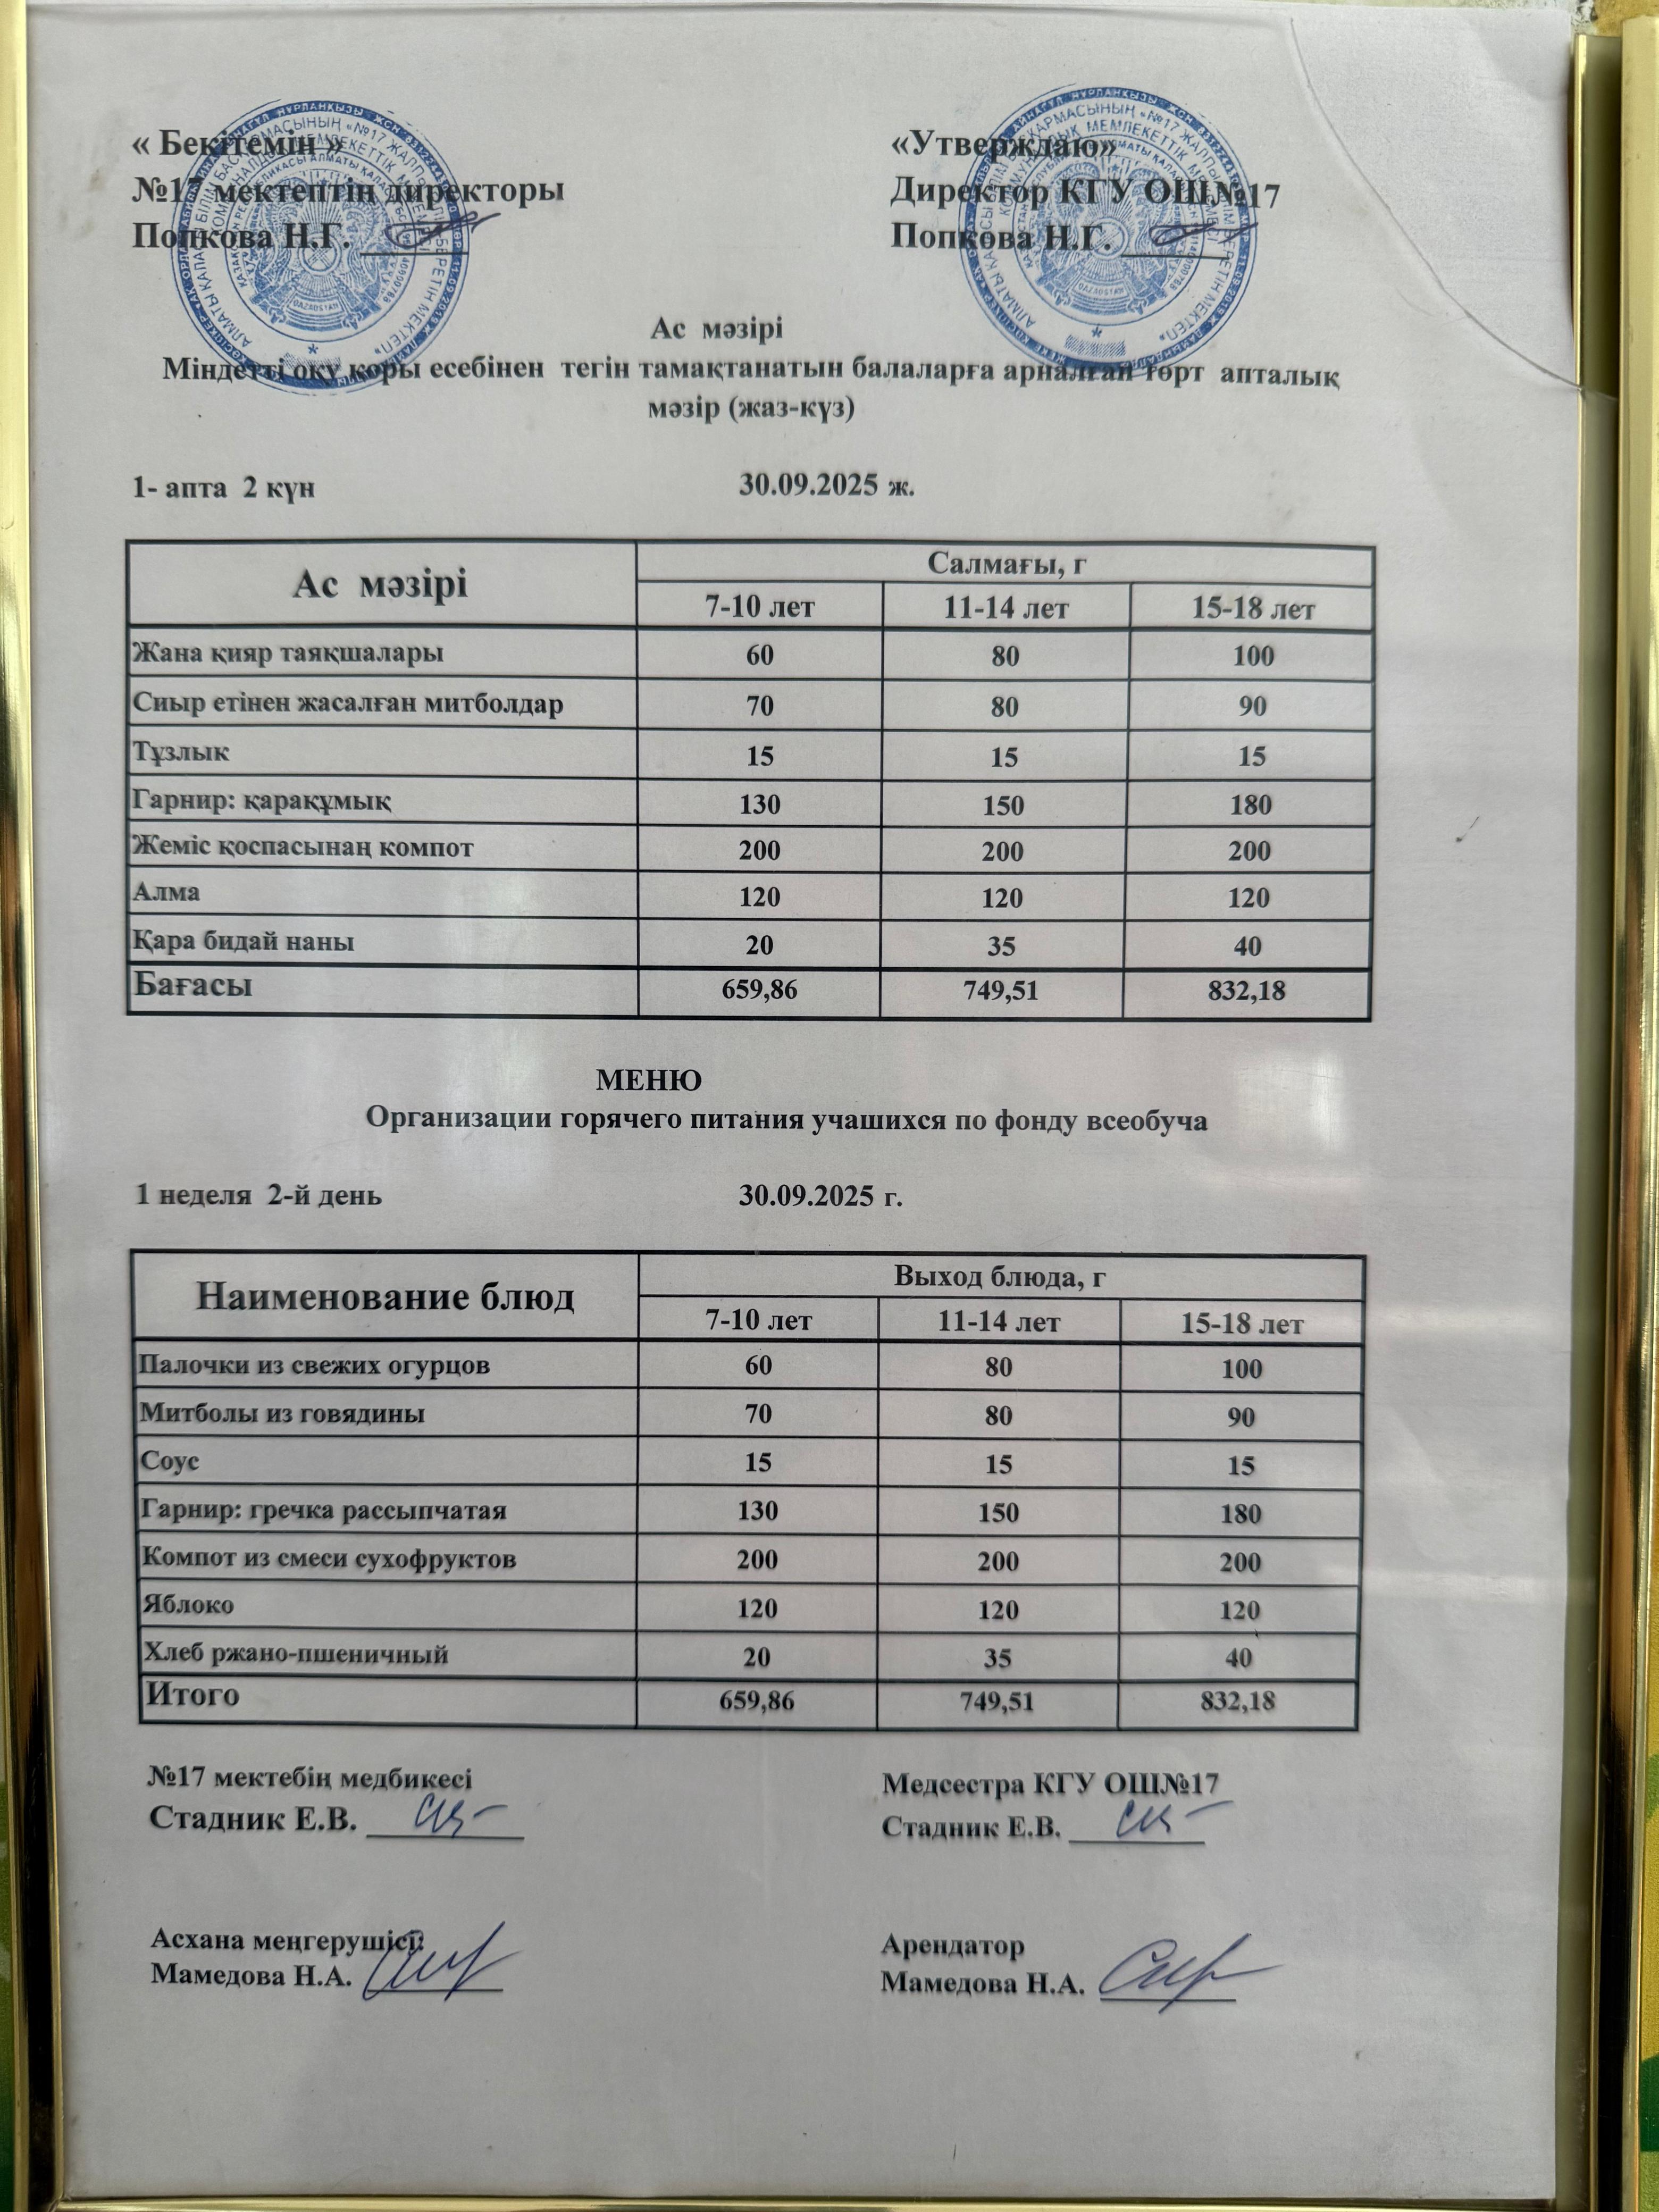 « Бекітемін »
№17 мектептің директоры
Попкова Н.Г.
«Утверждаю»
Директор КГУ ОШ№17
Попкова Н.Г.
Ас мәзірі
Міндетті оқу қоры есебінен тегін тамақтанатын балаларға арналған төрт апталық
мәзір (жаз-күз)
1- апта 2 күн 30.09.2025 ж.
Ас мәзірі Салмағы, г
7-10 лет 11-14 лет 15-18 лет
Жана қияр таяқшалары 60 80 100
Сиыр етінен жасалған митболдар 70 80 90
Тұзлык 15 15 15
Гарнир: қарақұмық 130 150 180
Жеміс қоспасынаң компот 200 200 200
Алма 120 120 120
Қара бидай наны 20 35 40
Бағасы 659,86 749,51 832,18
МЕНЮ
Организации горячего питания учашихся по фонду всеобуча
1 неделя 2-й день 30.09.2025 г.
Наименование блюд Выход блюда, г
7-10 лет 11-14 лет 15-18 лет
Палочки из свежих огурцов 60 80 100
Митболы из говядины 70 80 90
Соус 15 15 15
Гарнир: гречка рассыпчатая 130 150 180
Компот из смеси сухофруктов 200 200 200
Яблоко 120 120 120
Хлеб ржано-пшеничный 20 35 40
Итого 659,86 749,51 832,18
№17 мектебің медбикесі
Стадник Е.В.
Медсестра КГУ ОШ№17
Стадник Е.В.
Асхана меңгерушісі:
Мамедова Н.А.
Арендатор
Мамедова Н.А.